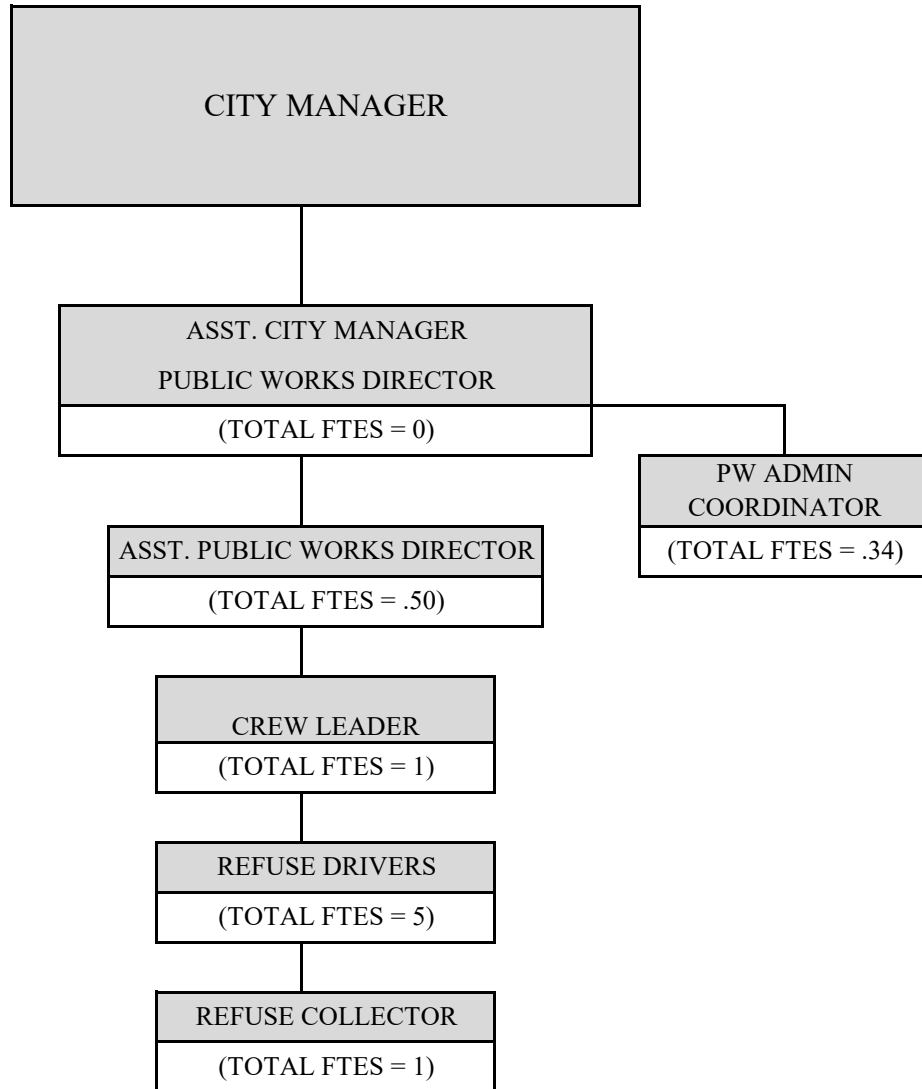 CITY MANAGER
ASST. CITY MANAGER
PUBLIC WORKS DIRECTOR
(TOTAL FTES = 0)
PW ADMIN
COORDINATOR
(TOTAL FTES = .34)
ASST. PUBLIC WORKS DIRECTOR
(TOTAL FTES = .50)
CREW LEADER
(TOTAL FTES = 1)
REFUSE DRIVERS
(TOTAL FTES = 5)
REFUSE COLLECTOR
(TOTAL FTES = 1)